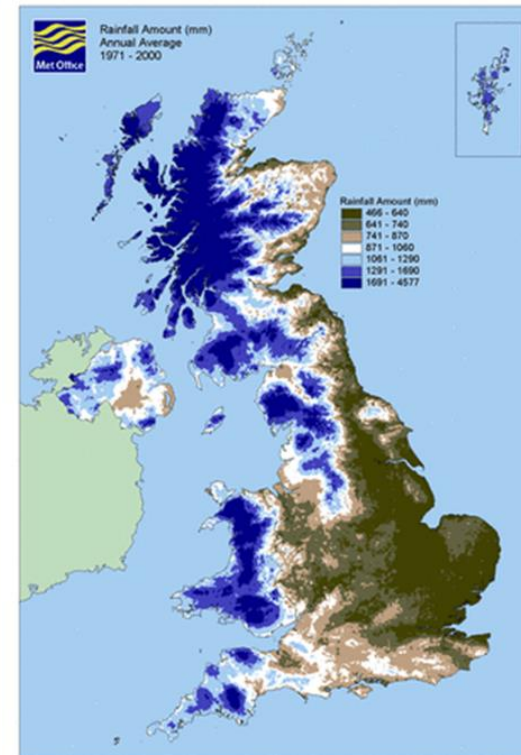 Met Office
Rainfall Amount (mm)
Annual Average
1971 - 2000
Rainfall Amount (mm)
466 - 640
641 - 740
741 - 870
871 - 1060
1061 - 1290
1291 - 1690
1691 - 4577